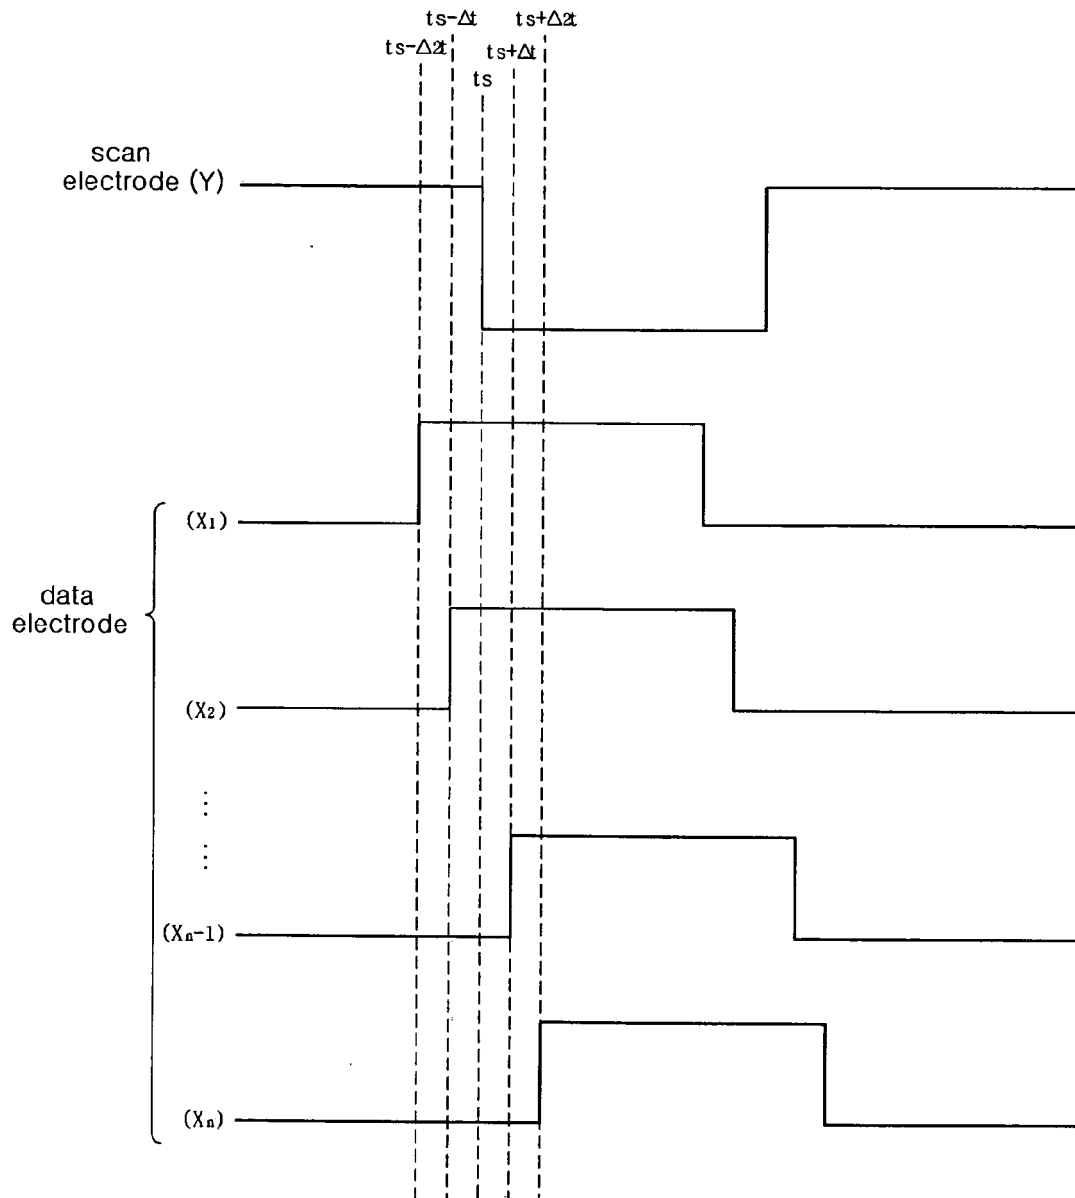 ts-Δt
ts+Δ2t
ts-Δ2t
ts+Δt
ts
scan
electrode (Y)
(X1)
data
electrode
(X2)
(Xn-1)
(Xn)